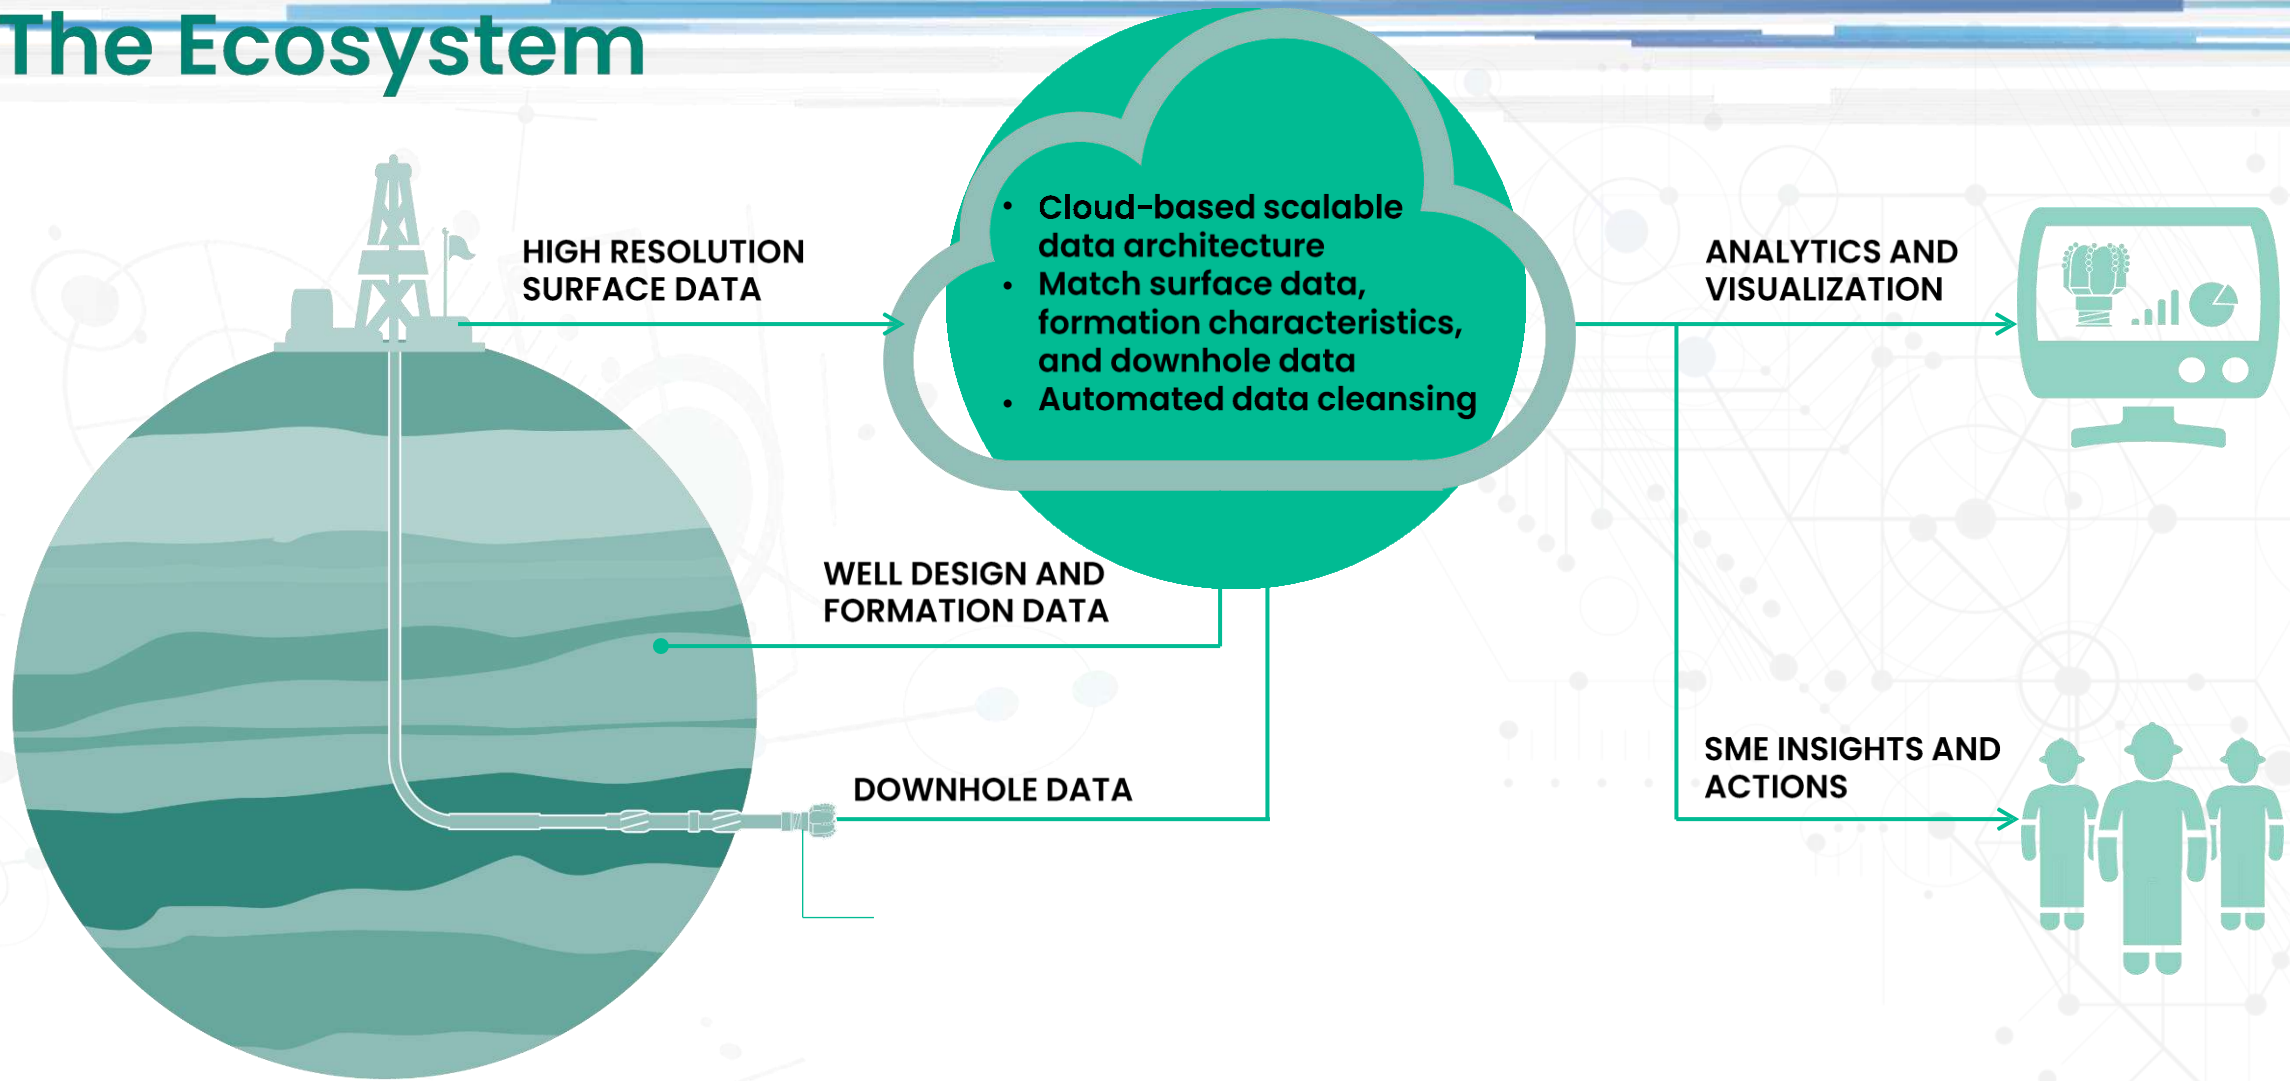 The Ecosystem
HIGH RESOLUTION
SURFACE DATA
• Cloud-based scalable
data architecture
• Match surface data,
formation characteristics,
and downhole data
• Automated data cleansing
ANALYTICS AND
VISUALIZATION
WELL DESIGN AND
FORMATION DATA
DOWNHOLE DATA
SME INSIGHTS AND
ACTIONS